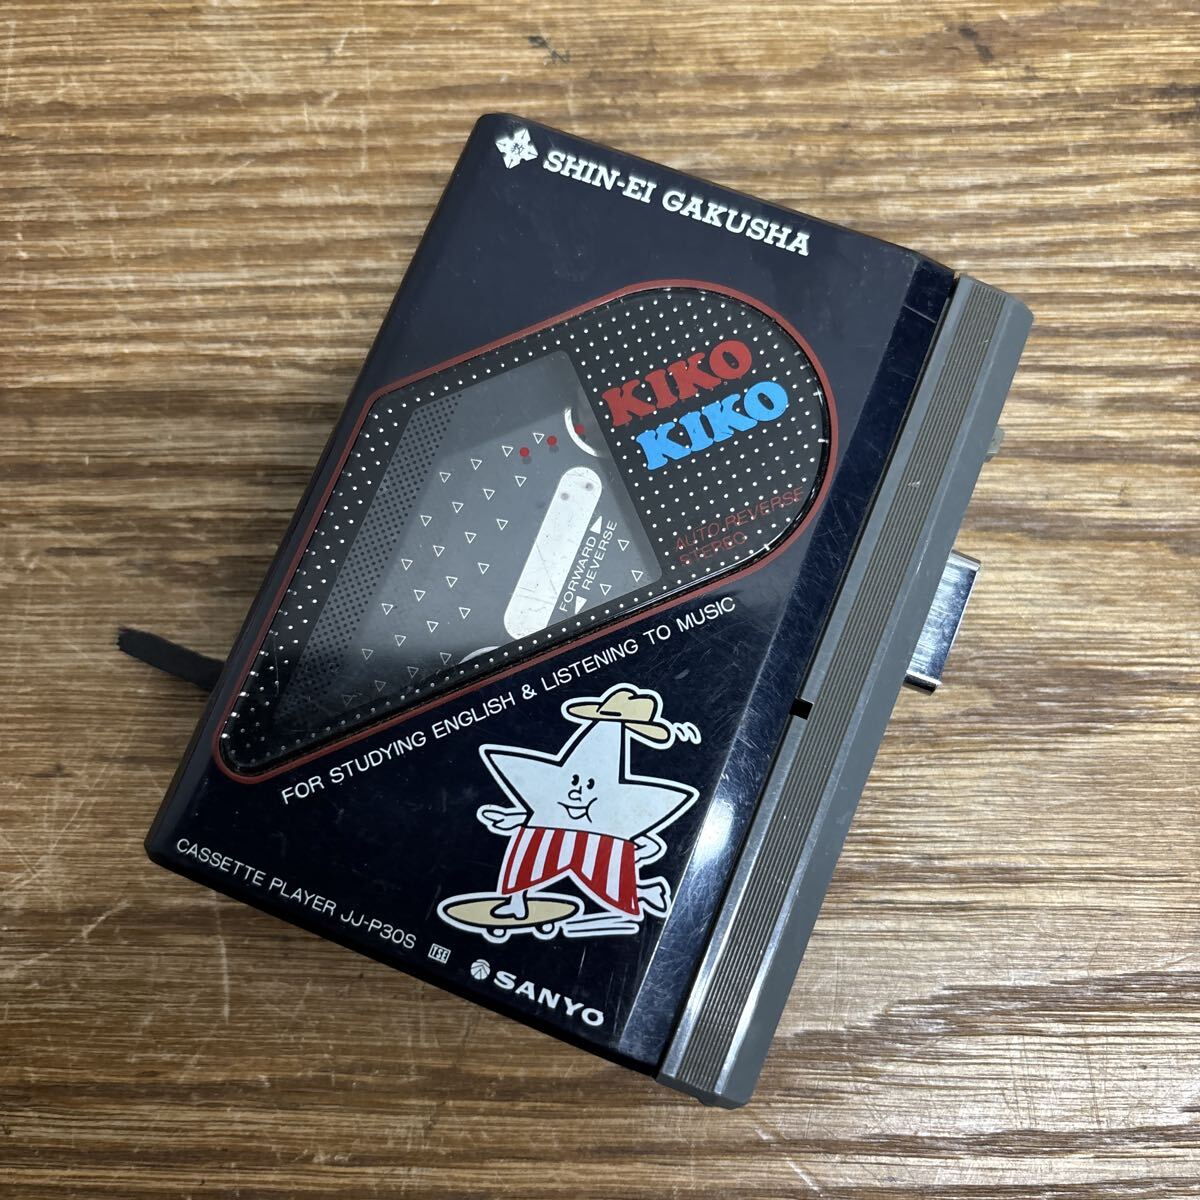 SHIN-EI GAKUSHA
KIKO
KIKO
AUTO REVERSE
STEREO
FORWARD ▶
◀ REVERSE
FOR STUDYING ENGLISH & LISTENING TO MUSIC
CASSETTE PLAYER JJ-P30S
TSE
SANYO